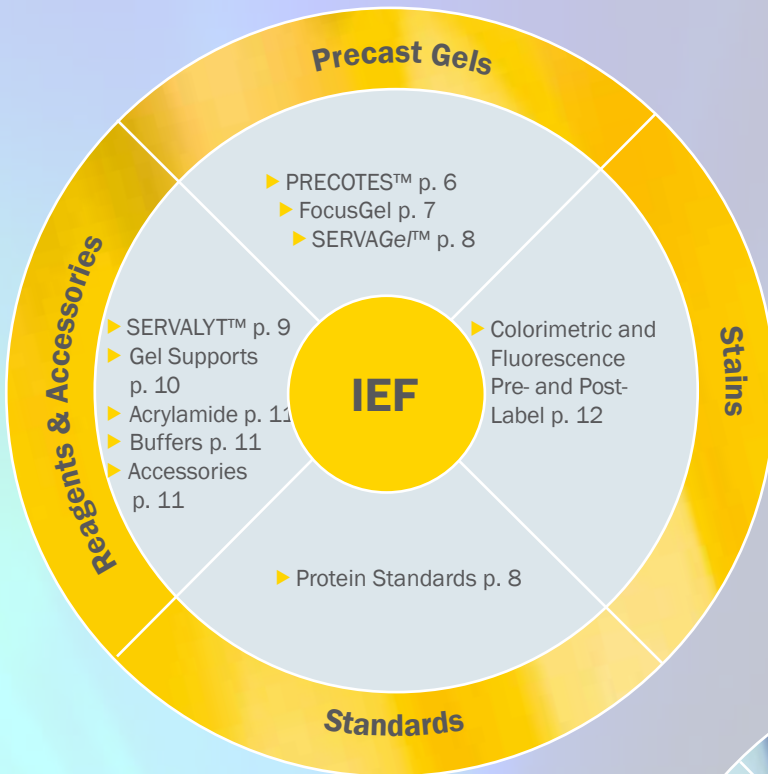 Precast Gels
PRECOTES™ p. 6
FocusGel p. 7
SERVAGel™ p. 8
Reagents & Accessories
SERVALYT™ p. 9
Gel Supports
p. 10
Acrylamide p. 11
Buffers p. 11
Accessories
p. 11
IEF
Colorimetric and
Fluorescence
Pre- and Post-
Label p. 12
Stains
Protein Standards p. 8
Standards